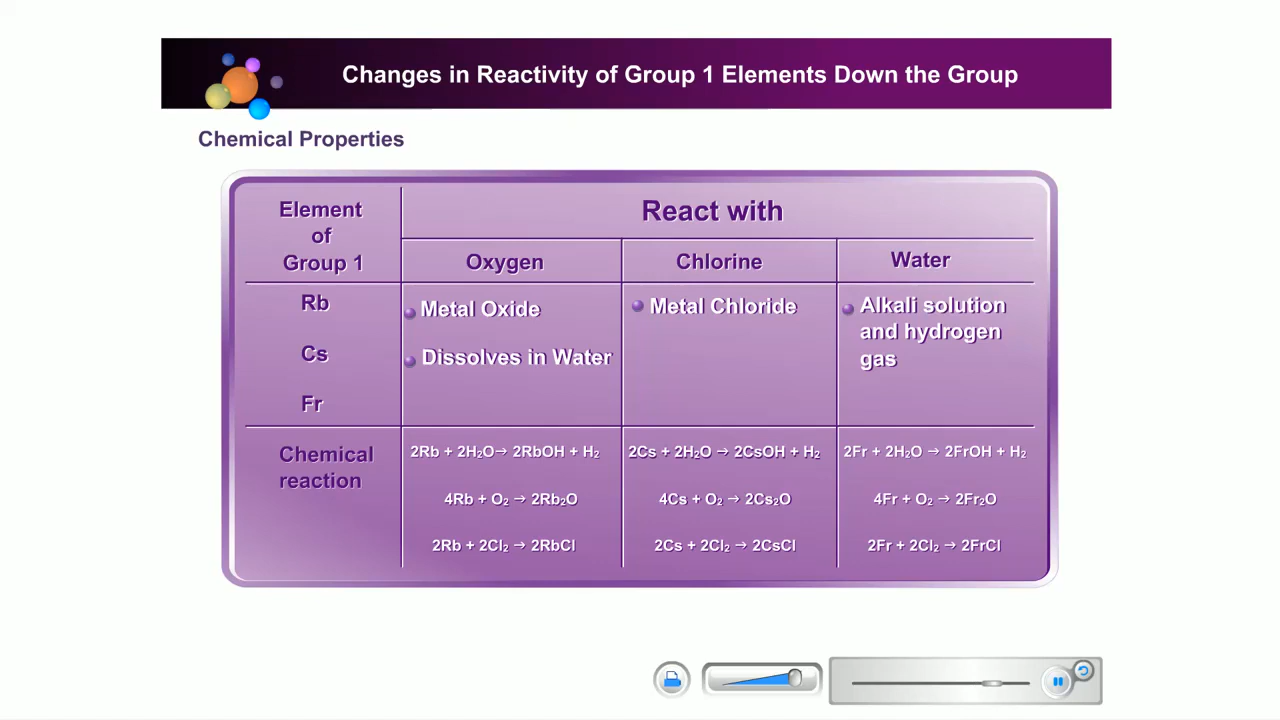 Changes in Reactivity of Group 1 Elements Down the Group
Chemical Properties
Element
of
Group 1
React with
Oxygen
Chlorine
Water
Rb
Cs
Fr
Metal Oxide
Dissolves in Water
Metal Chloride
Alkali solution
and hydrogen
gas
Chemical
reaction
2Rb + 2H₂O → 2RbOH + H₂
4Rb + O₂ → 2Rb₂O
2Rb + 2Cl₂ → 2RbCl
2Cs + 2H₂O → 2CsOH + H₂
4Cs + O₂ → 2Cs₂O
2Cs + 2Cl₂ → 2CsCl
2Fr + 2H₂O → 2FrOH + H₂
4Fr + O₂ → 2Fr₂O
2Fr + 2Cl₂ → 2FrCl